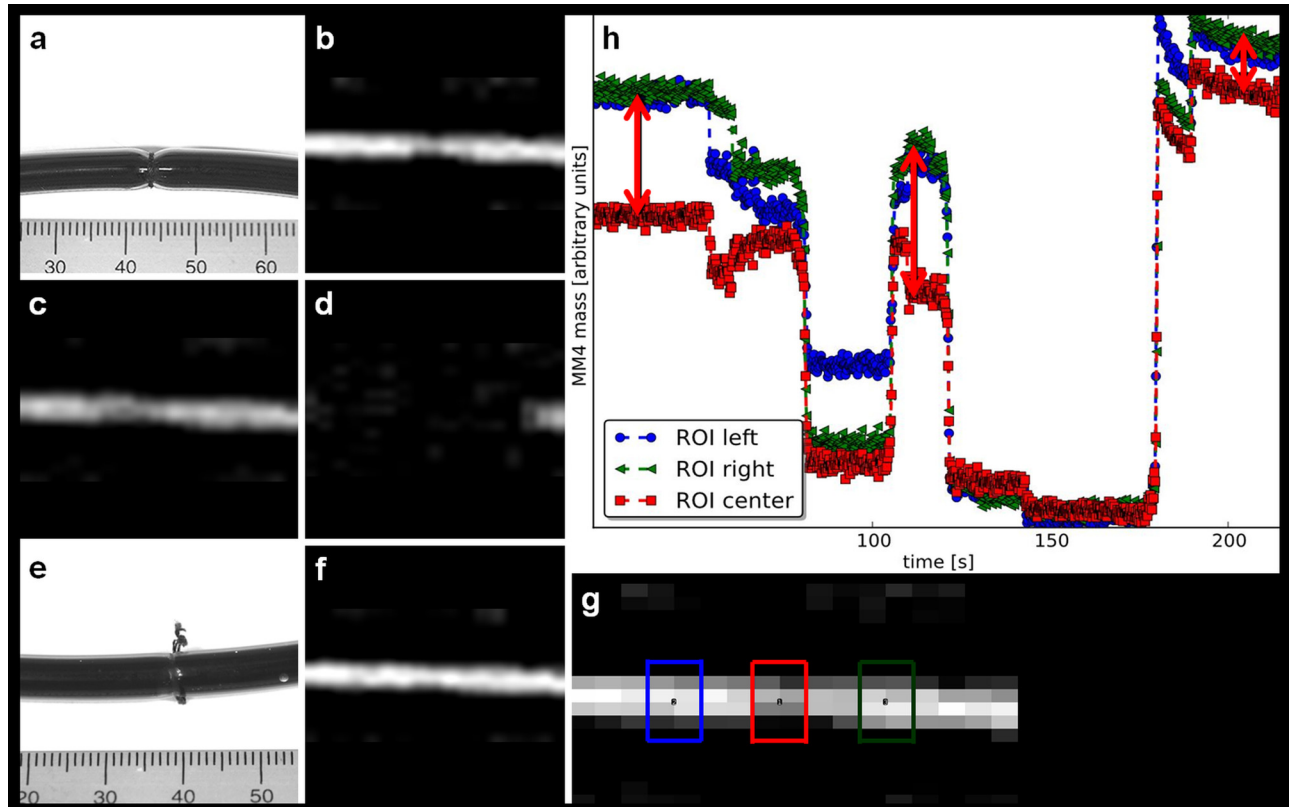 a
b
h
30 40 50 60
c
d
MM4 mass [arbitrary units]
ROI left
ROI right
ROI center
100 150 200
time [s]
e
f
g
20 30 40 50